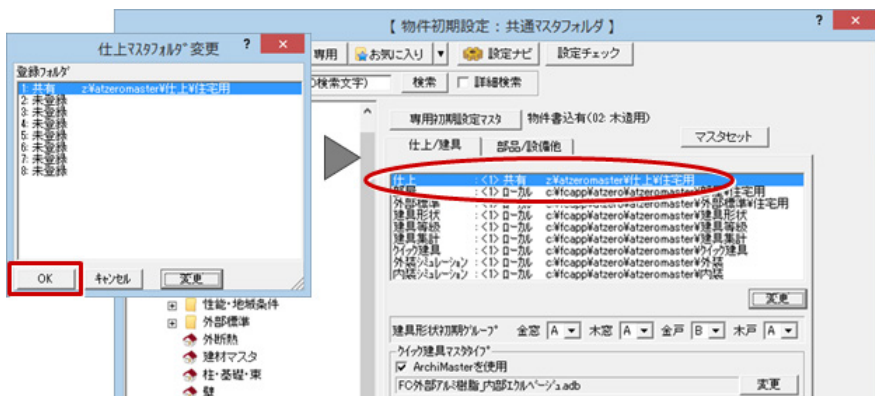 【 物件初期設定：共通マスタフォルダ 】
? ×
専用 お気に入り ▼ 設定ナビ 設定チェック
の検索文字) 検索 詳細検索
専用初期設定マスタ 物件書込有(02: 木造用)
仕上/建具 部品/設備他 マスタセット
仕上 : <1> 共有 z:¥atzeromaster¥仕上¥住宅用
部屋 : <1> ローカル c:¥fcapp¥atzero¥atzeromaster¥部屋¥住宅用
外部標準 : <1> ローカル c:¥fcapp¥atzero¥atzeromaster¥外部標準¥住宅用
建具形状 : <1> ローカル c:¥fcapp¥atzero¥atzeromaster¥建具形状
建具等級 : <1> ローカル c:¥fcapp¥atzero¥atzeromaster¥建具等級
建具集計 : <1> ローカル c:¥fcapp¥atzero¥atzeromaster¥建具集計
クイック建具 : <1> ローカル c:¥fcapp¥atzero¥atzeromaster¥クイック建具
外装シミュレーション : <1> ローカル c:¥fcapp¥atzero¥atzeromaster¥外装
内装シミュレーション : <1> ローカル c:¥fcapp¥atzero¥atzeromaster¥内装
変更
建具形状初期グループ 金窓 A 木窓 A 金戸 B 木戸 A
クイック建具マスタタイプ
ArchiMasterを使用
FC外部アルミ樹脂_内部エクルベージュ.adb 変更
仕上マスタフォルダ変更 ? ×
登録フォルダ
1: 共有 z:¥atzeromaster¥仕上¥住宅用
2: 未登録
3: 未登録
4: 未登録
5: 未登録
6: 未登録
7: 未登録
8: 未登録
OK キャンセル 変更
性能・地域条件
外部標準
外断熱
建材マスタ
柱・基礎・束
壁